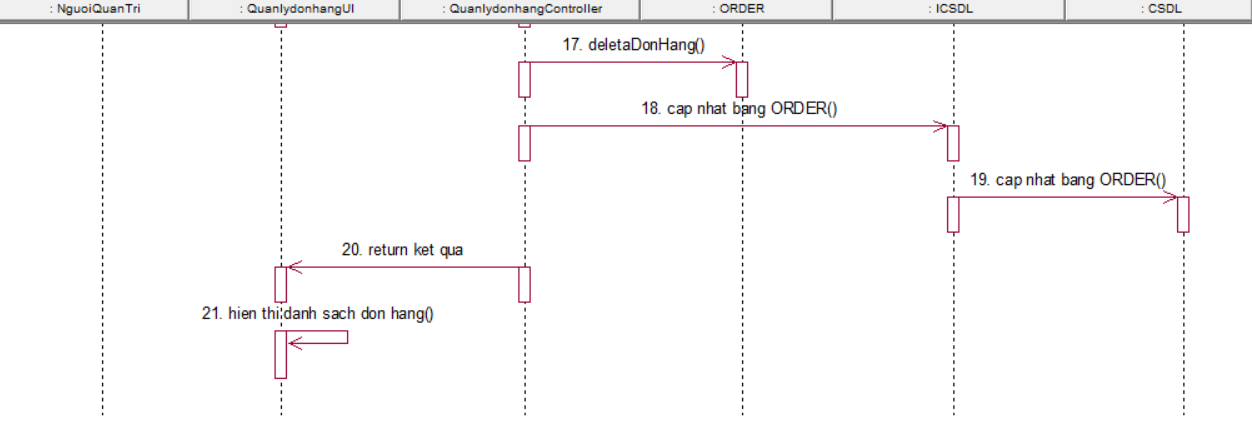 : NguoiQuanTri
: QuanlydonhangUI
: QuanlydonhangController
: ORDER
: ICSDL
: CSDL
17. deletaDonHang()
18. cap nhat bang ORDER()
19. cap nhat bang ORDER()
20. return ket qua
21. hien thi danh sach don hang()